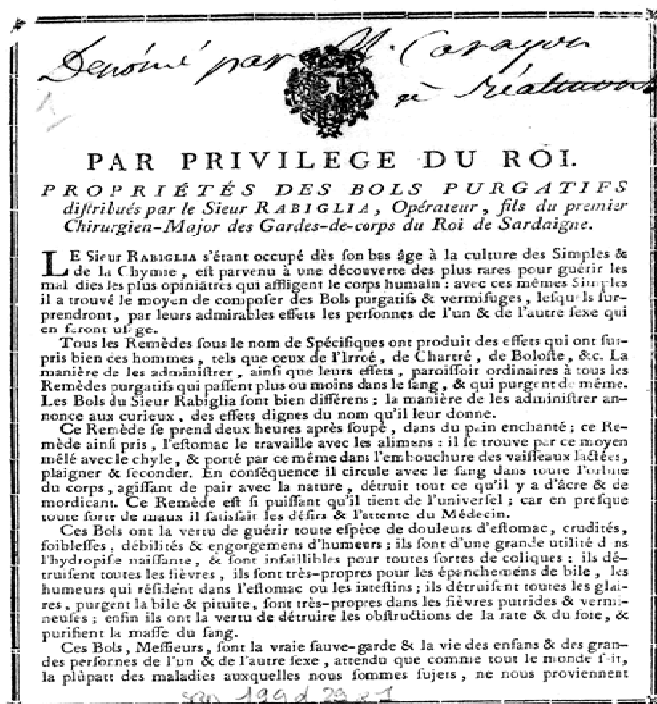 Denoncé par M. Carayon
à Réalmont
PAR PRIVILEGE DU ROI.
PROPRIÉTÉS DES BOLS PURGATIFS
distribués par le Sieur RABIGLIA, Opérateur, fils du premier
Chirurgien-Major des Gardes-de-corps du Roi de Sardaigne.
LE Sieur RABIGLIA s'étant occupé dès son bas âge à la culture des Simples &
de la Chymie, est parvenu à une découverte des plus rares pour guérir les
maladies les plus opiniâtres qui affligent le corps humain : avec ces mêmes Simples
il a trouvé le moyen de composer des Bols purgatifs & vermifuges, lesquels sur-
prendront, par leurs admirables effets les personnes de l'un & de l'autre sexe qui
en feront usage.
Tous les Remèdes sous le nom de Spécifiques ont produit des effets qui ont sur-
pris bien des hommes, tels que ceux de l'Irroé, de Chartré, de Boloste, &c. La
manière de les administrer, ainsi que leurs effets, paroissoit ordinaires à tous les
Remèdes purgatifs qui passent plus ou moins dans le sang, & qui purgent de même.
Les Bols du Sieur Rabiglia sont bien différens : la manière de les administrer an-
nonce aux curieux, des effets dignes du nom qu'il leur donne.
Ce Remède se prend deux heures après soupé, dans du pain enchanté ; ce Re-
mède ainsi pris, l'estomac le travaille avec les alimens : il se trouve par ce moyen
mêlé avec le chyle, & porté par ce même dans l'embouchure des vaisseaux lactées,
plaigner & seconder. En conséquence il circule avec le sang dans toute
du corps, agissant de pair avec la nature, détruit tout ce qu'il y a d'âcre & de
mordicant. Ce Remède est si puissant qu'il tient de l'universel ; car en presque
toute sorte de maux il satisfait les désirs & l'attente du Médecin.
Ces Bols ont la vertu de guérir toute espèce de douleurs d'estomac, crudités,
foiblesses, débilités & engorgemens d'humeurs ; ils sont d'une grande utilité dans
l'hydropisie naissante, & sont infaillibles pour toutes sortes de coliques ; ils dé-
truisent toutes les fièvres, ils sont très-propres pour les épanchemens de bile, les
humeurs qui résident dans l'estomac ou les intestins ; ils détruisent toutes les glai-
res, purgent la bile & pituite, sont très-propres dans les fièvres putrides & vermi-
neuses ; enfin ils ont la vertu de détruire les obstructions de la rate & du foie, &
purifient la masse du sang.
Ces Bols, Messieurs, sont la vraie sauve-garde & la vie des enfans & des gran-
des personnes de l'un & de l'autre sexe, attendu que comme tout le monde sait,
la plûpart des maladies auxquelles nous sommes sujets, ne nous proviennent